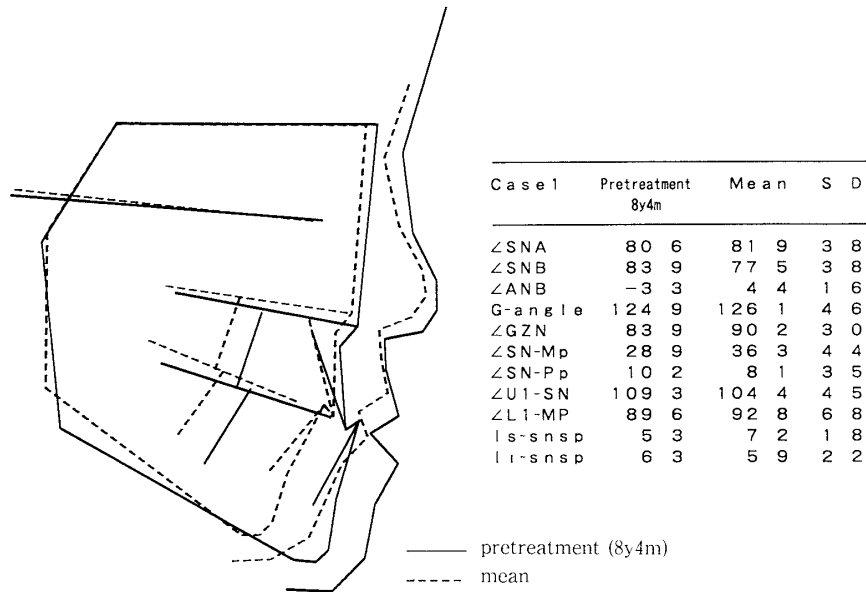 Case1 Pretreatment Mean S D
8y4m
∠SNA 80 6 81 9 3 8
∠SNB 83 9 77 5 3 8
∠ANB −3 3 4 4 1 6
G-angle 124 9 126 1 4 6
∠GZN 83 9 90 2 3 0
∠SN-Mp 28 9 36 3 4 4
∠SN-Pp 10 2 8 1 3 5
∠U1-SN 109 3 104 4 4 5
∠L1-MP 89 6 92 8 6 8
Is-snsp 5 3 7 2 1 8
Iı-snsp 6 3 5 9 2 2
pretreatment (8y4m)
mean